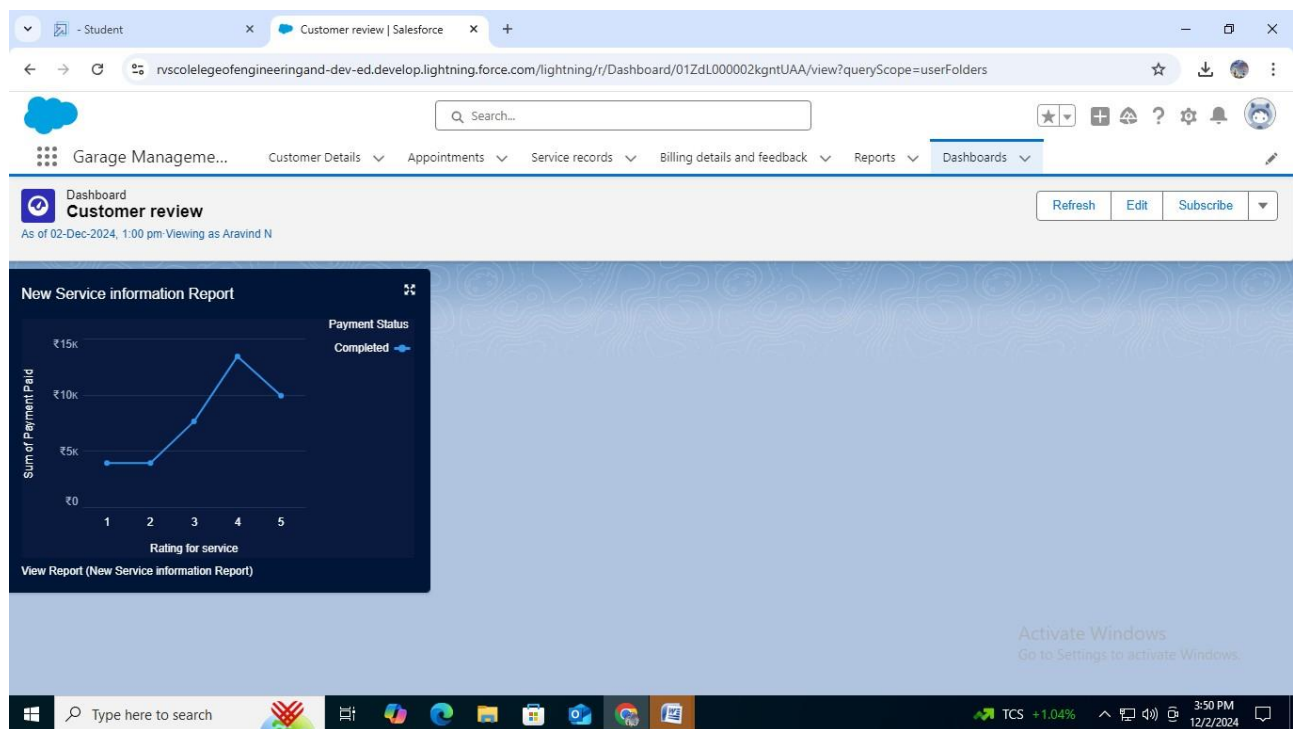 - Student
Customer review | Salesforce
rvscolelegeofengineeringand-dev-ed.develop.lightning.force.com/lightning/r/Dashboard/01ZdL000002kgntUAA/view?queryScope=userFolders
Search...
Garage Manageme... Customer Details Appointments Service records Billing details and feedback Reports Dashboards
Dashboard
Customer review
As of 02-Dec-2024, 1:00 pm·Viewing as Aravind N
Refresh Edit Subscribe
New Service information Report
Payment Status
Completed
Sum of Payment Paid
₹15K
₹10K
₹5K
₹0
1 2 3 4 5
Rating for service
View Report (New Service information Report)
Activate Windows
Go to Settings to activate Windows.
Type here to search
TCS +1.04%
3:50 PM
12/2/2024